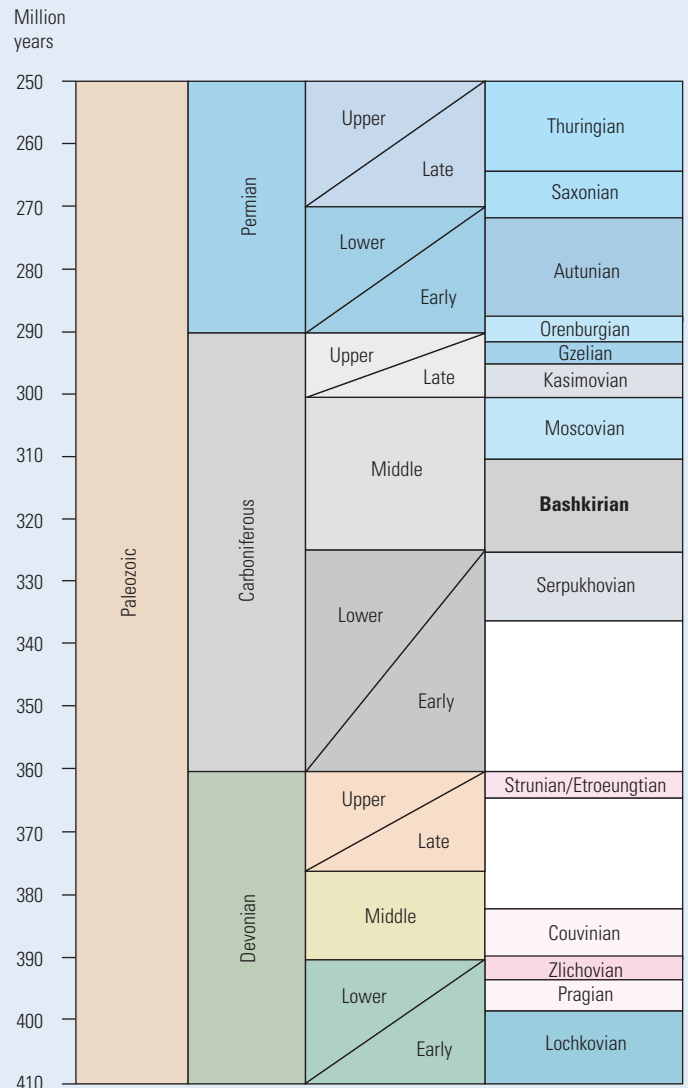 Million
years
250
260
270
280
290
300
310
320
330
340
350
360
370
380
390
400
410
Paleozoic
Permian
Carboniferous
Devonian
Upper
Late
Lower
Early
Upper
Late
Middle
Lower
Early
Upper
Late
Middle
Lower
Early
Thuringian
Saxonian
Autunian
Orenburgian
Gzelian
Kasimovian
Moscovian
Bashkirian
Serpukhovian
Strunian/Etroeungtian
Couvinian
Zlichovian
Pragian
Lochkovian